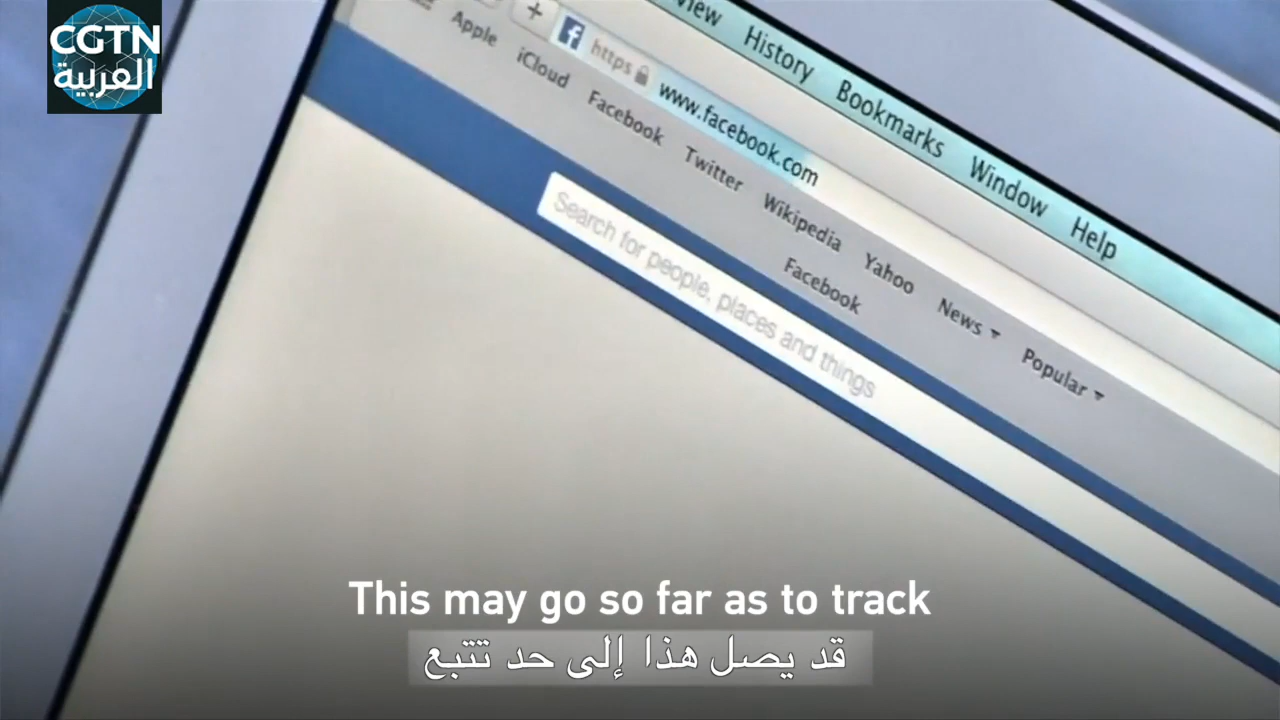 CGTN
العربية
View History Bookmarks Window Help
+
https www.facebook.com
Apple iCloud Facebook Twitter Wikipedia Yahoo News Popular
Facebook
Search for people, places and things
This may go so far as to track
قد يصل هذا إلى حد تتبع